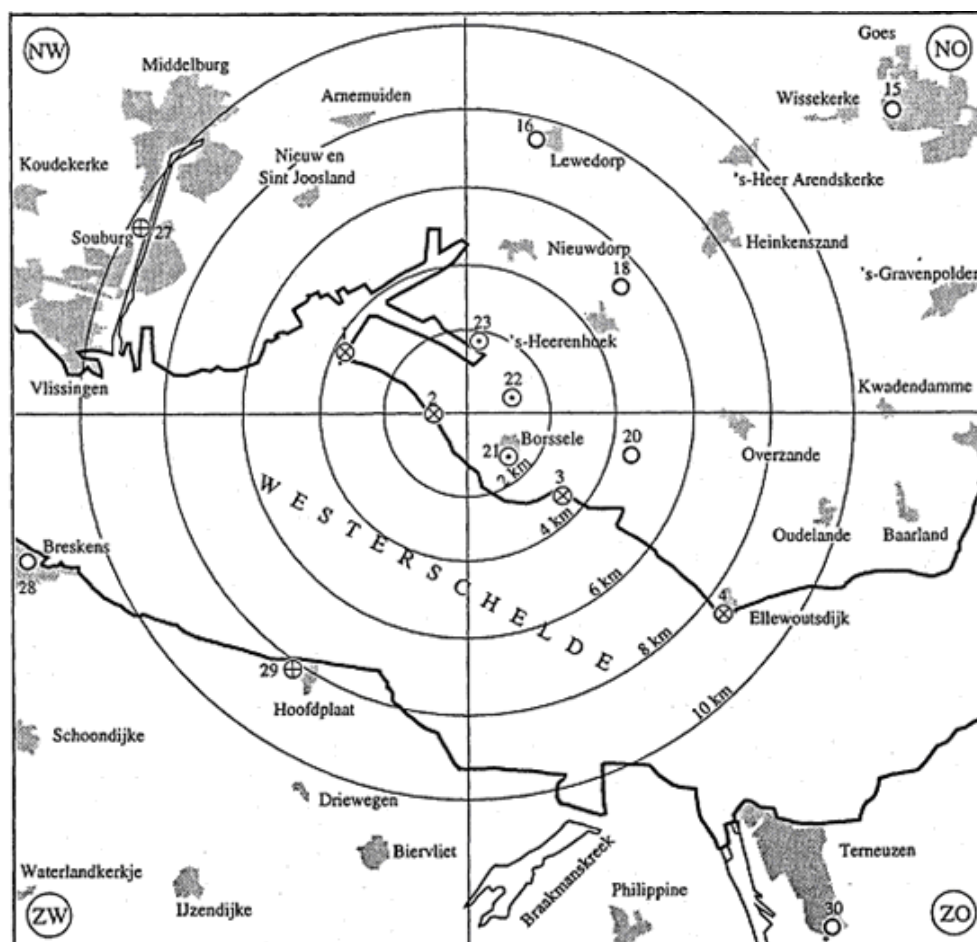 NW
NO
Goes
Middelburg
15
Wissekerke
Arnemuiden
16
Lewedorp
Koudekerke
Nieuw en
Sint Joosland
's-Heer Arendskerke
Souburg
27
Nieuwdorp
Heinkenszand
18
's-Gravenpolder
23
's-Heerenhoek
1
Vlissingen
22
2
Kwadendamme
Borssele
21
20
Overzande
2 km
3
4 km
WESTERSCHELDE
Oudelande
Baarland
Breskens
28
6 km
4
Ellewoutsdijk
8 km
29
Hoofdplaat
10 km
Schoondijke
Driewegen
Biervliet
Terneuzen
Waterlandkerkje
IJzendijke
Braakmanskreek
Philippine
30
ZW
ZO